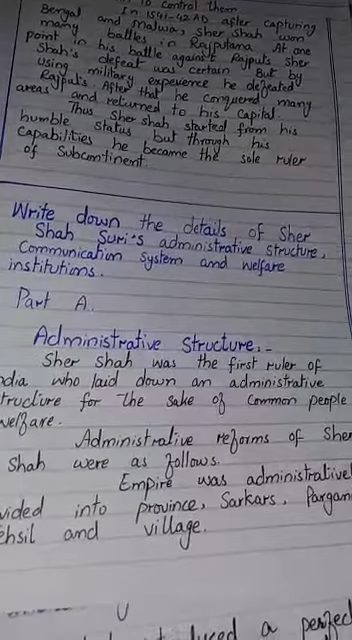 to control them
In 1541-42AD after capturing
Bengal and Malwa, Sher Shah won
many battles in Rajputana. At one
point in his battle against Rajputs Sher
Shah's defeat was certain. But by
using military experience he defeated
Rajputs. After that he conquered many
areas and returned to his Capital.
Thus Sher Shah started from his
humble status but through his
Capabilities he became the sole ruler
of Subcontinent.
Write down the details of Sher
Shah Suri's administrative structure,
Communication system and welfare
institutions.
Part A.
Administrative Structure:-
Sher Shah was the first ruler of
ndia who laid down an administrative
tructure for the sake of Common people
welfare.
Administrative reforms of Sher
Shah were as follows.
Empire was administrativel
vided into province, Sarkars, Pargan
ehsil and village.
duced a perfec